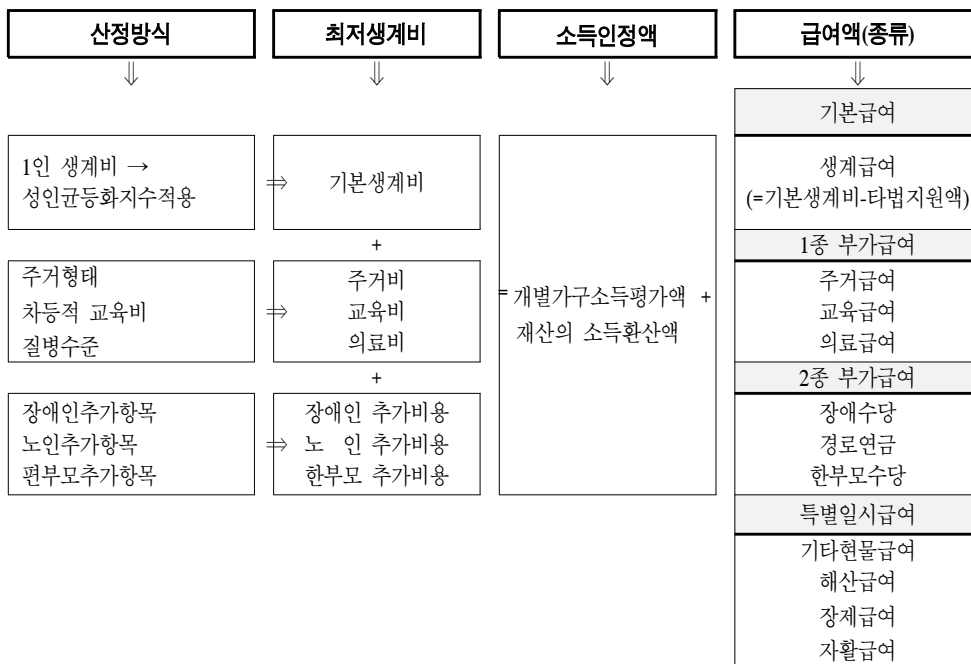 산정방식
최저생계비
소득인정액
급여액(종류)
⇓
⇓
⇓
⇓
기본급여
1인 생계비 →
성인균등화지수적용
⇒
기본생계비
생계급여
(=기본생계비-타법지원액)
+
1종 부가급여
주거형태
차등적 교육비
질병수준
⇒
주거비
교육비
의료비
= 개별가구소득평가액 +
재산의 소득환산액
주거급여
교육급여
의료급여
+
2종 부가급여
장애인추가항목
노인추가항목
편부모추가항목
⇒
장애인 추가비용
노 인 추가비용
한부모 추가비용
장애수당
경로연금
한부모수당
특별일시급여
기타현물급여
해산급여
장제급여
자활급여